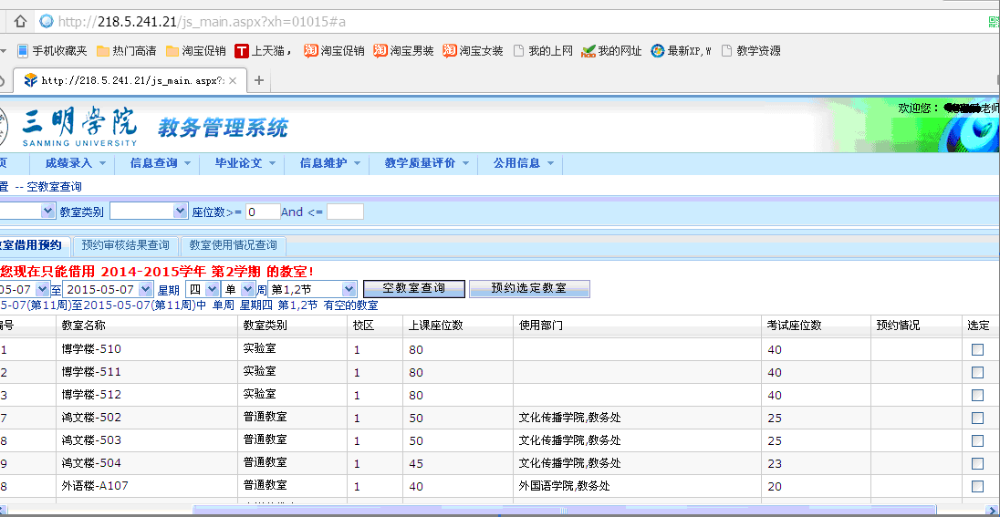 http://218.5.241.21/js_main.aspx?xh=01015#a
手机收藏夹 热门高清 淘宝促销 T 上天猫， 淘 淘宝促销 淘 淘宝男装 淘 淘宝女装 我的上网 我的网址 最新XP,W 教学资源
http://218.5.241.21/js_main.aspx?:
三明学院 教务管理系统
SANMING UNIVERSITY
欢迎您： 老师
页 成绩录入 信息查询 毕业论文 信息维护 教学质量评价 公用信息
置 -- 空教室查询
教室类别 座位数>= 0 And <=
教室借用预约 预约审核结果查询 教室使用情况查询
您现在只能借用 2014-2015学年 第2学期 的教室！
05-07 至 2015-05-07 星期 四 单 周 第1,2节 空教室查询 预约选定教室
5-07(第11周)至2015-05-07(第11周)中 单周 星期四 第1,2节 有空的教室
编号 教室名称 教室类别 校区 上课座位数 使用部门 考试座位数 预约情况 选定
1 博学楼-510 实验室 1 80 40
2 博学楼-511 实验室 1 80 40
3 博学楼-512 实验室 1 80 40
7 鸿文楼-502 普通教室 1 50 文化传播学院,教务处 25
8 鸿文楼-503 普通教室 1 50 文化传播学院,教务处 25
9 鸿文楼-504 普通教室 1 45 文化传播学院,教务处 23
8 外语楼-A107 普通教室 1 40 外国语学院,教务处 20